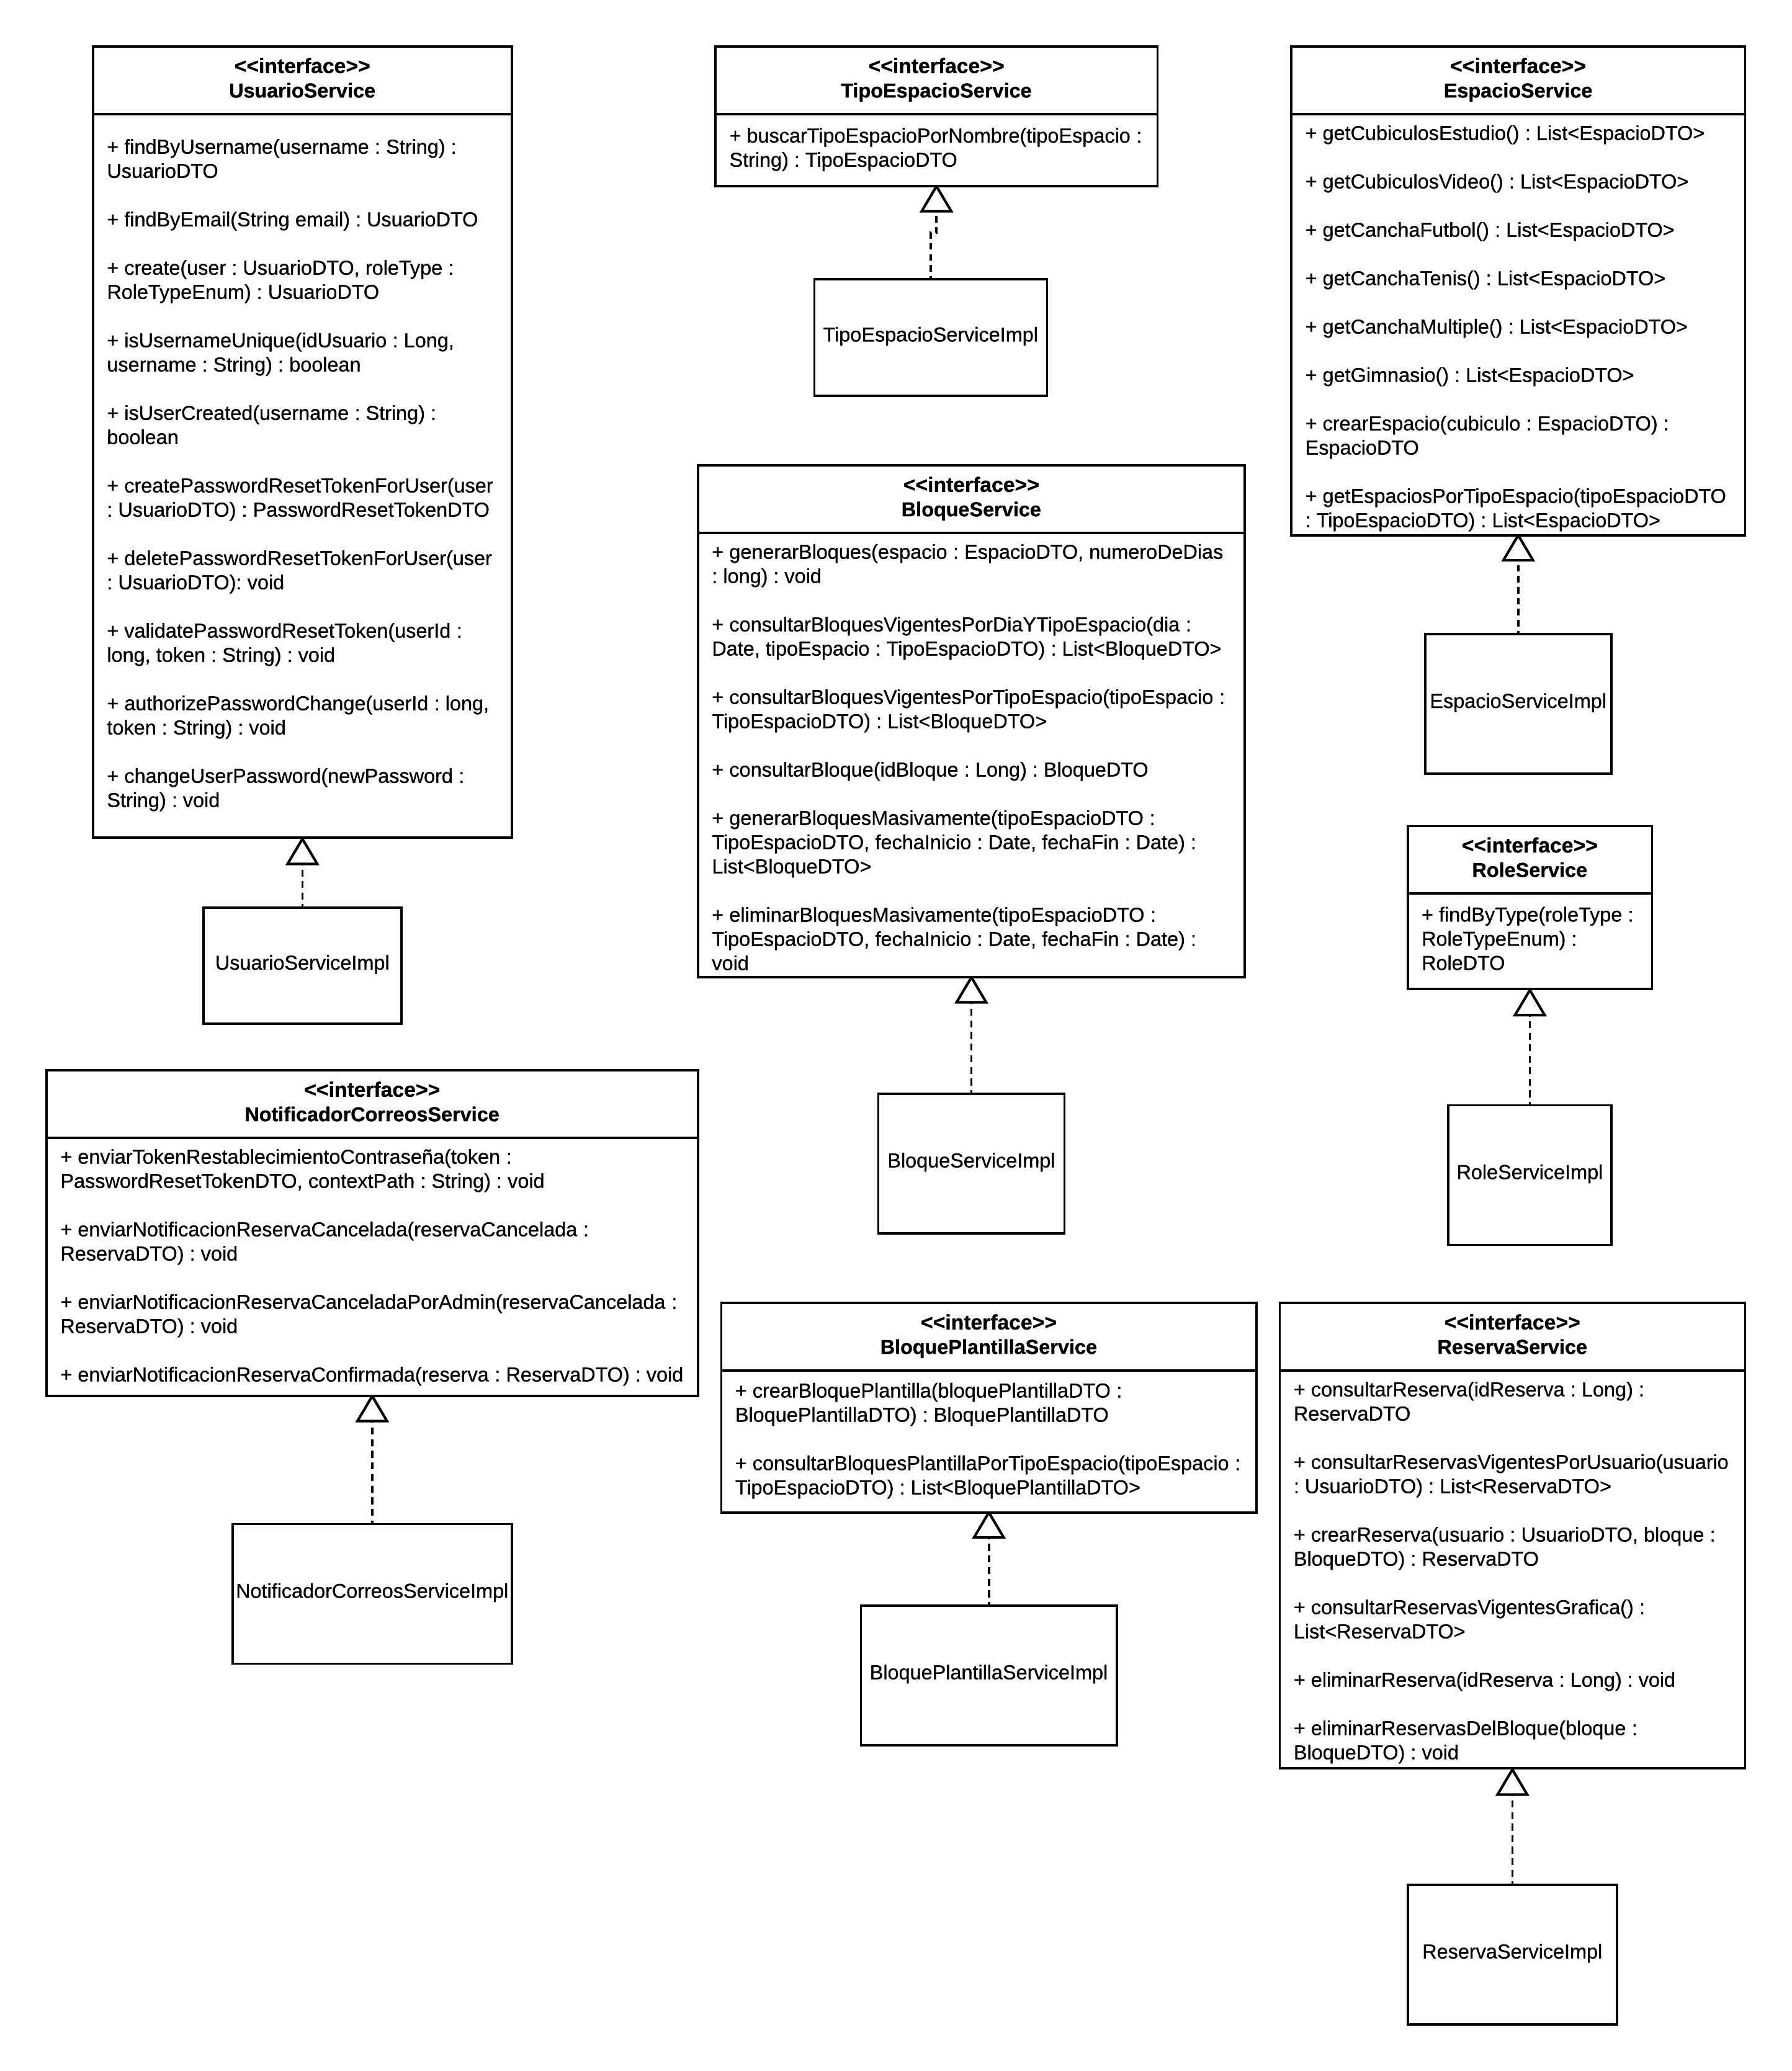 <<interface>>
UsuarioService
+ findByUsername(username : String) :
UsuarioDTO
+ findByEmail(String email) : UsuarioDTO
+ create(user : UsuarioDTO, roleType :
RoleTypeEnum) : UsuarioDTO
+ isUsernameUnique(idUsuario : Long,
username : String) : boolean
+ isUserCreated(username : String) :
boolean
+ createPasswordResetTokenForUser(user
: UsuarioDTO) : PasswordResetTokenDTO
+ deletePasswordResetTokenForUser(user
: UsuarioDTO): void
+ validatePasswordResetToken(userId :
long, token : String) : void
+ authorizePasswordChange(userId : long,
token : String) : void
+ changeUserPassword(newPassword :
String) : void
UsuarioServiceImpl
<<interface>>
TipoEspacioService
+ buscarTipoEspacioPorNombre(tipoEspacio :
String) : TipoEspacioDTO
TipoEspacioServiceImpl
<<interface>>
EspacioService
+ getCubiculosEstudio() : List<EspacioDTO>
+ getCubiculosVideo() : List<EspacioDTO>
+ getCanchaFutbol() : List<EspacioDTO>
+ getCanchaTenis() : List<EspacioDTO>
+ getCanchaMultiple() : List<EspacioDTO>
+ getGimnasio() : List<EspacioDTO>
+ crearEspacio(cubiculo : EspacioDTO) :
EspacioDTO
+ getEspaciosPorTipoEspacio(tipoEspacioDTO
: TipoEspacioDTO) : List<EspacioDTO>
EspacioServiceImpl
<<interface>>
BloqueService
+ generarBloques(espacio : EspacioDTO, numeroDeDias
: long) : void
+ consultarBloquesVigentesPorDiaYTipoEspacio(dia :
Date, tipoEspacio : TipoEspacioDTO) : List<BloqueDTO>
+ consultarBloquesVigentesPorTipoEspacio(tipoEspacio :
TipoEspacioDTO) : List<BloqueDTO>
+ consultarBloque(idBloque : Long) : BloqueDTO
+ generarBloquesMasivamente(tipoEspacioDTO :
TipoEspacioDTO, fechaInicio : Date, fechaFin : Date) :
List<BloqueDTO>
+ eliminarBloquesMasivamente(tipoEspacioDTO :
TipoEspacioDTO, fechaInicio : Date, fechaFin : Date) :
void
BloqueServiceImpl
<<interface>>
RoleService
+ findByType(roleType :
RoleTypeEnum) :
RoleDTO
RoleServiceImpl
<<interface>>
NotificadorCorreosService
+ enviarTokenRestablecimientoContraseña(token :
PasswordResetTokenDTO, contextPath : String) : void
+ enviarNotificacionReservaCancelada(reservaCancelada :
ReservaDTO) : void
+ enviarNotificacionReservaCanceladaPorAdmin(reservaCancelada :
ReservaDTO) : void
+ enviarNotificacionReservaConfirmada(reserva : ReservaDTO) : void
NotificadorCorreosServiceImpl
<<interface>>
BloquePlantillaService
+ crearBloquePlantilla(bloquePlantillaDTO :
BloquePlantillaDTO) : BloquePlantillaDTO
+ consultarBloquesPlantillaPorTipoEspacio(tipoEspacio :
TipoEspacioDTO) : List<BloquePlantillaDTO>
BloquePlantillaServiceImpl
<<interface>>
ReservaService
+ consultarReserva(idReserva : Long) :
ReservaDTO
+ consultarReservasVigentesPorUsuario(usuario
: UsuarioDTO) : List<ReservaDTO>
+ crearReserva(usuario : UsuarioDTO, bloque :
BloqueDTO) : ReservaDTO
+ consultarReservasVigentesGrafica() :
List<ReservaDTO>
+ eliminarReserva(idReserva : Long) : void
+ eliminarReservasDelBloque(bloque :
BloqueDTO) : void
ReservaServiceImpl